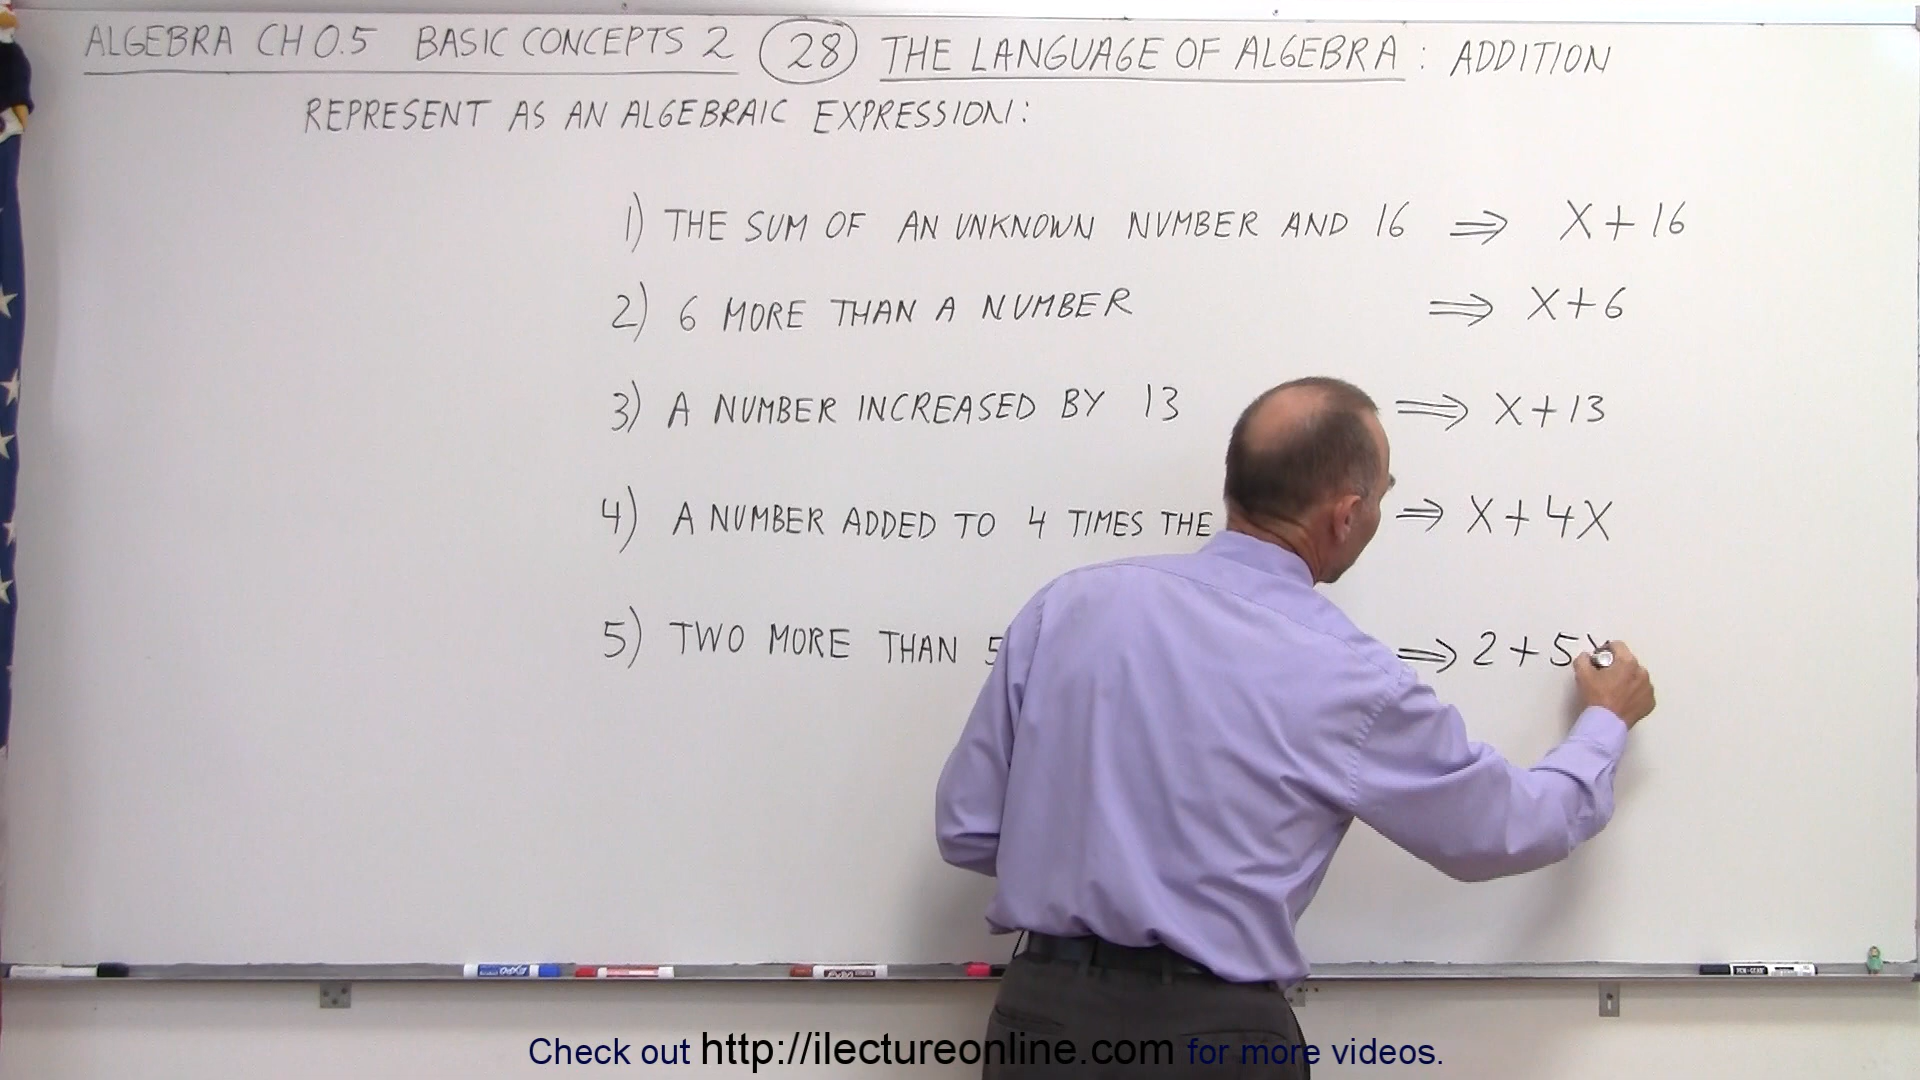 ALGEBRA CH 0.5 BASIC CONCEPTS 2 28 THE LANGUAGE OF ALGEBRA : ADDITION
REPRESENT AS AN ALGEBRAIC EXPRESSION:
1) THE SUM OF AN UNKNOWN NUMBER AND 16 ⇒ X + 16
2) 6 MORE THAN A NUMBER ⇒ X + 6
3) A NUMBER INCREASED BY 13 ⇒ X + 13
4) A NUMBER ADDED TO 4 TIMES THE ⇒ X + 4X
5) TWO MORE THAN 5 ⇒ 2 + 5X
Check out http://ilectureonline.com for more videos.